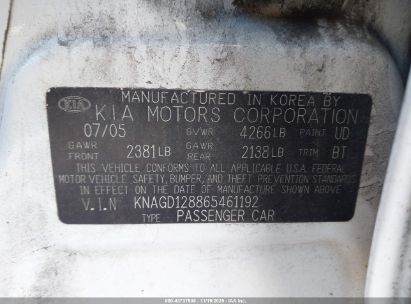 MANUFACTURED IN KOREA BY
KIA KIA MOTORS CORPORATION
07/05 GVWR 4266LB PAINT UD
GAWR FRONT 2381LB GAWR REAR 2138LB TRIM BT
THIS VEHICLE CONFORMS TO ALL APPLICABLE U.S.A. FEDERAL
MOTOR VEHICLE SAFETY, BUMPER, AND THEFT PREVENTION STANDARDS
IN EFFECT ON THE DATE OF MANUFACTURE SHOWN ABOVE.
V.I.N KNAGD128865461192
TYPE PASSENGER CAR